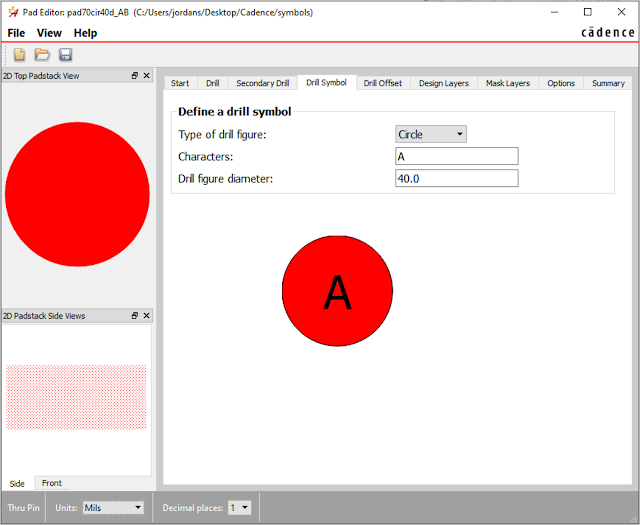 Pad Editor: pad70cir40d_AB (C:/Users/jordans/Desktop/Cadence/symbols)
File View Help
cādence
2D Top Padstack View
Start Drill Secondary Drill Drill Symbol Drill Offset Design Layers Mask Layers Options Summary
Define a drill symbol
Type of drill figure: Circle
Characters: A
Drill figure diameter: 40.0
A
2D Padstack Side Views
Side Front
Thru Pin Units: Mils Decimal places: 1